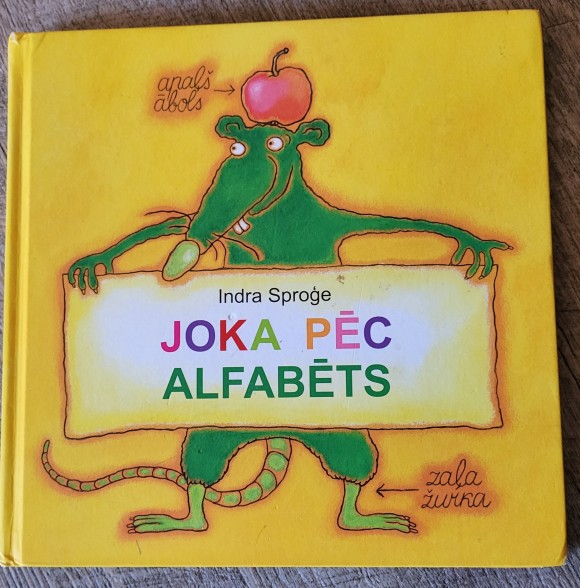 apaļš
ābols
Indra Sproģe
JOKA PĒC
ALFABĒTS
zaļa
žurka